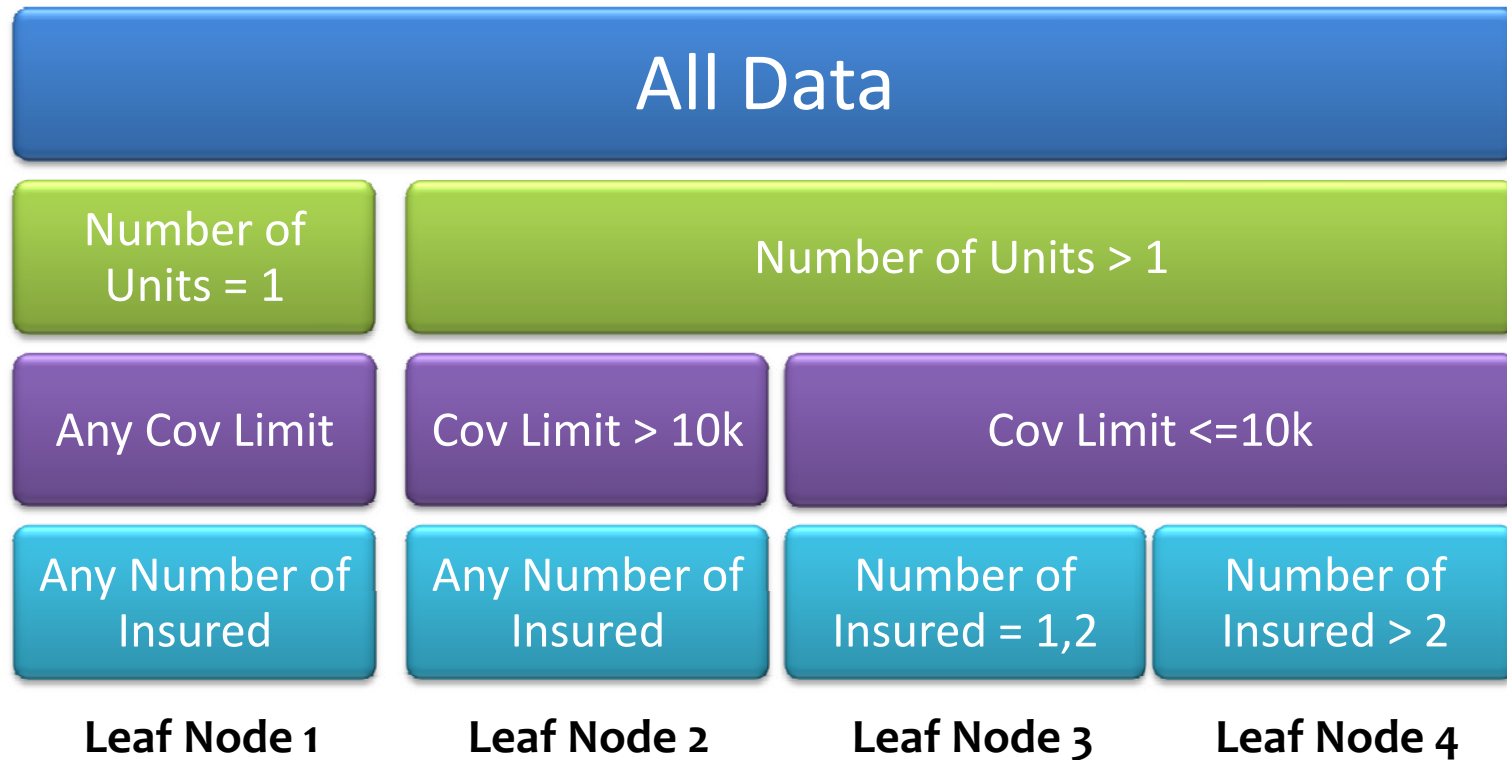 All Data
Number of
Units = 1
Number of Units > 1
Any Cov Limit
Cov Limit > 10k
Cov Limit <=10k
Any Number of
Insured
Any Number of
Insured
Number of
Insured = 1,2
Number of
Insured > 2
Leaf Node 1
Leaf Node 2
Leaf Node 3
Leaf Node 4